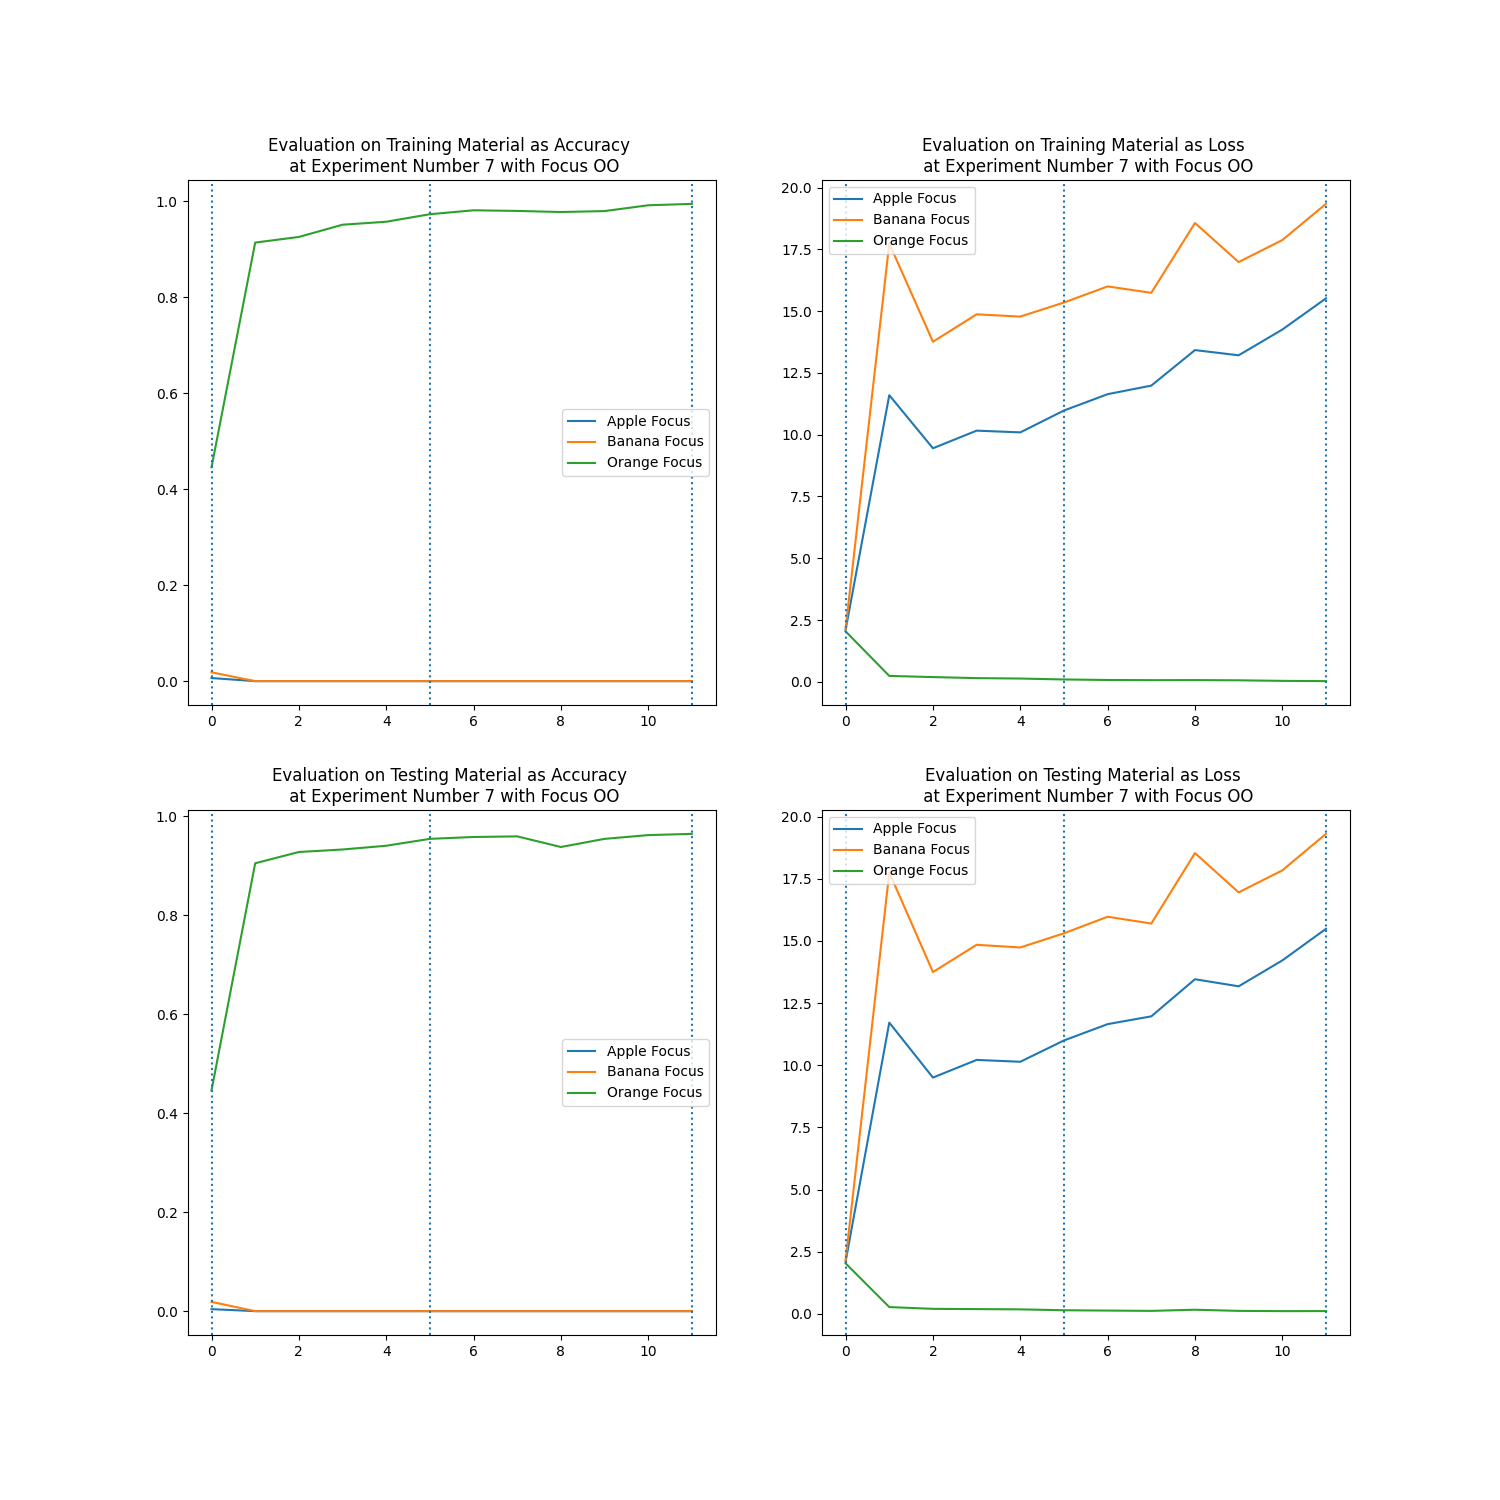 Evaluation on Training Material as Accuracy
at Experiment Number 7 with Focus OO
1.0
0.8
0.6
0.4
0.2
0.0
Apple Focus
Banana Focus
Orange Focus
0 2 4 6 8 10
Evaluation on Training Material as Loss
at Experiment Number 7 with Focus OO
20.0
17.5
15.0
12.5
10.0
7.5
5.0
2.5
0.0
Apple Focus
Banana Focus
Orange Focus
0 2 4 6 8 10
Evaluation on Testing Material as Accuracy
at Experiment Number 7 with Focus OO
1.0
0.8
0.6
0.4
0.2
0.0
Apple Focus
Banana Focus
Orange Focus
0 2 4 6 8 10
Evaluation on Testing Material as Loss
at Experiment Number 7 with Focus OO
20.0
17.5
15.0
12.5
10.0
7.5
5.0
2.5
0.0
Apple Focus
Banana Focus
Orange Focus
0 2 4 6 8 10